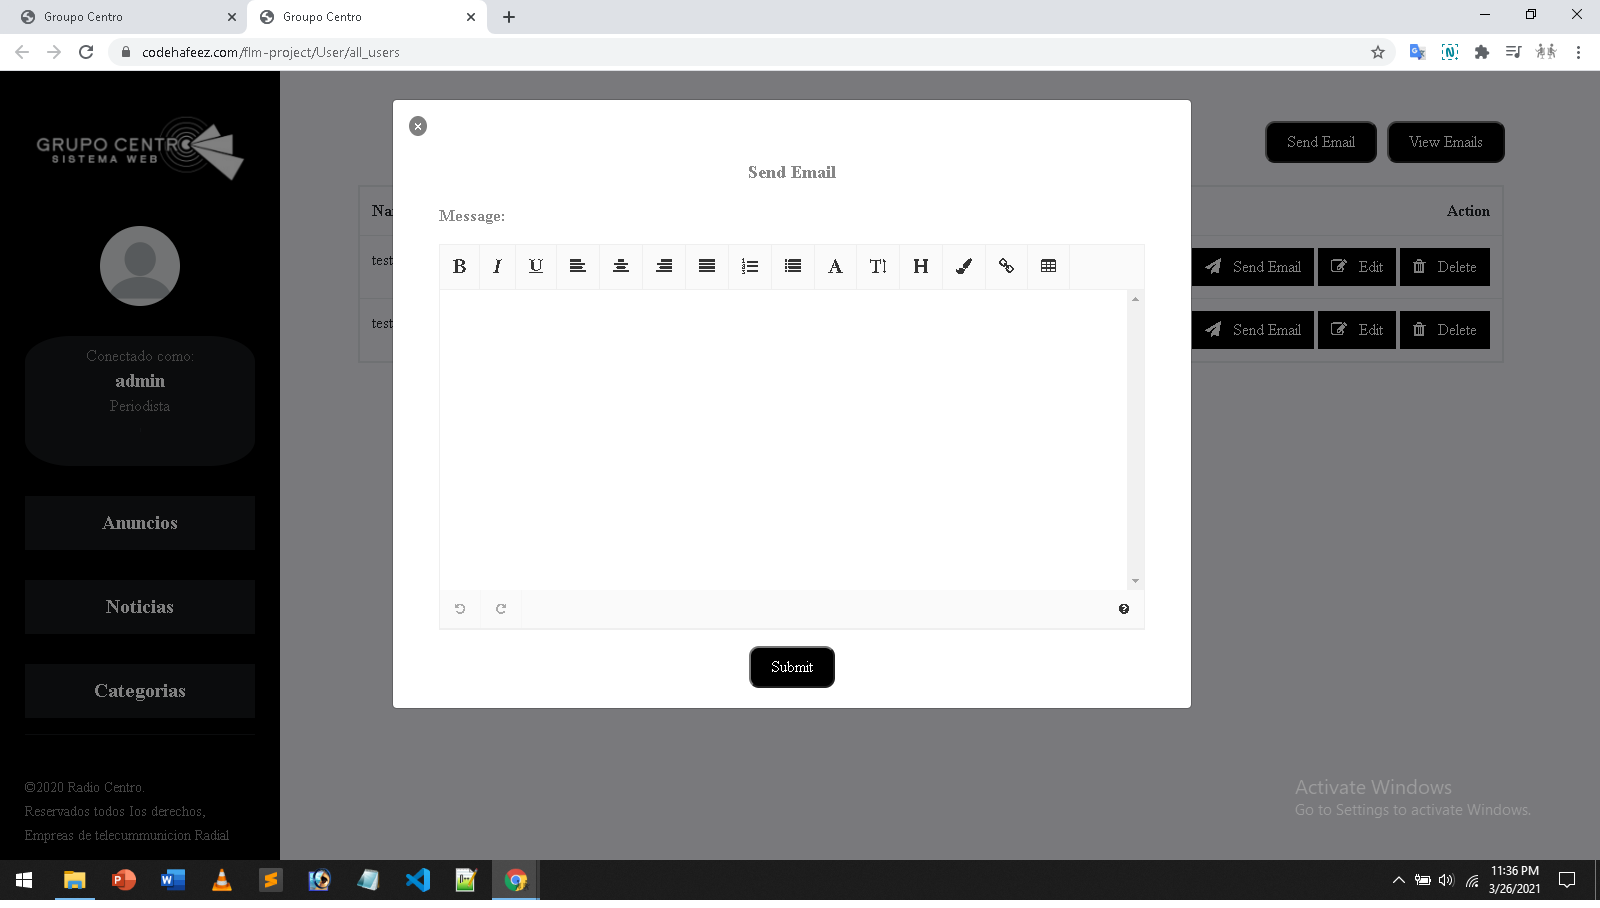 Groupo Centro
Groupo Centro
codehafeez.com/flm-project/User/all_users
GRUPO CENTRO
SISTEMA WEB
Conectado como:
admin
Periodista
Anuncios
Noticias
Categorias
©2020 Radio Centro.
Reservados todos los derechos,
Empreas de telecummunicion Radial
Send Email
View Emails
Action
test
Send Email
Edit
Delete
test
Send Email
Edit
Delete
Send Email
Message:
B I U A T H
Submit
Activate Windows
Go to Settings to activate Windows.
11:36 PM
3/26/2021